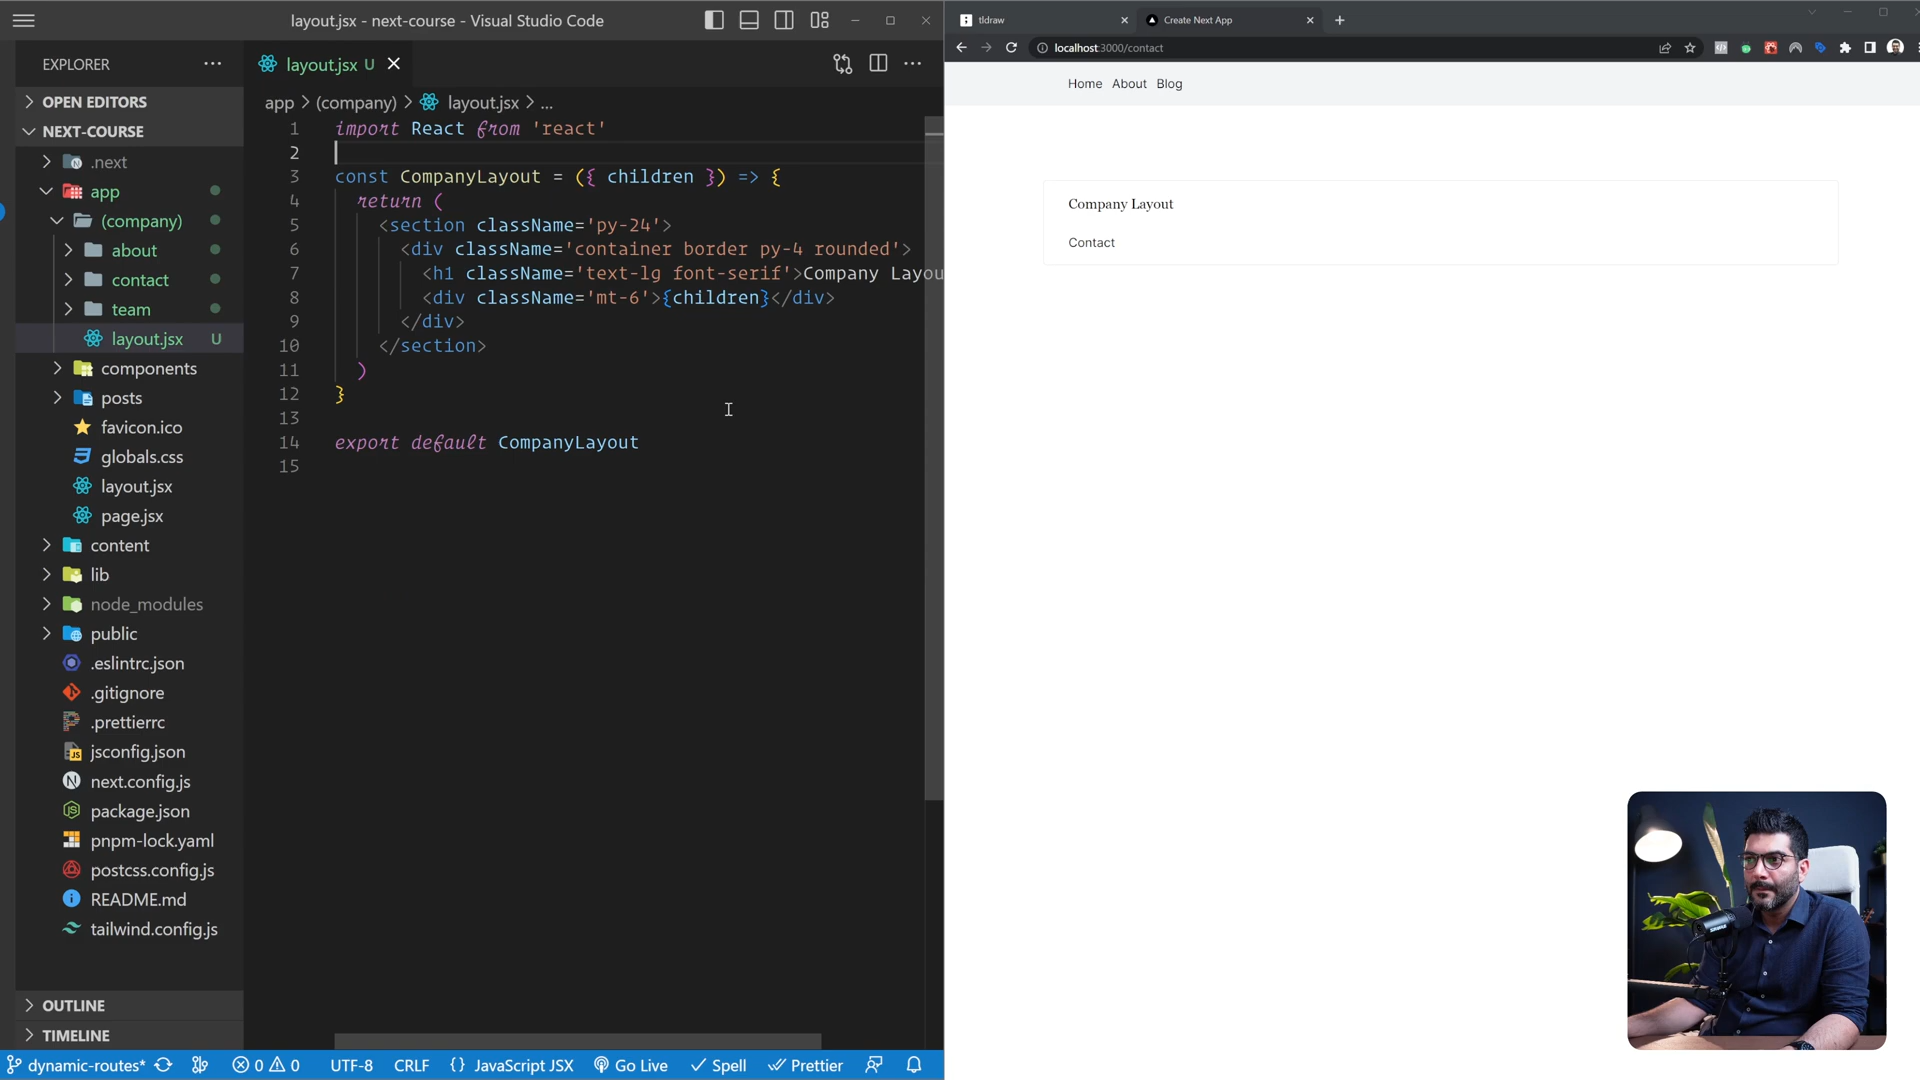 layout.jsx - next-course - Visual Studio Code
EXPLORER
OPEN EDITORS
NEXT-COURSE
.next
app
(company)
about
contact
team
layout.jsx U
components
posts
favicon.ico
globals.css
layout.jsx
page.jsx
content
lib
node_modules
public
.eslintrc.json
.gitignore
.prettierrc
jsconfig.json
next.config.js
package.json
pnpm-lock.yaml
postcss.config.js
README.md
tailwind.config.js
OUTLINE
TIMELINE
layout.jsx U
app > (company) > layout.jsx > ...
1 import React from 'react'
2
3 const CompanyLayout = ({ children }) => {
4 return (
5 <section className='py-24'>
6 <div className='container border py-4 rounded'>
7 <h1 className='text-lg font-serif'>Company Layou
8 <div className='mt-6'>{children}</div>
9 </div>
10 </section>
11 )
12 }
13
14 export default CompanyLayout
15
dynamic-routes* 0 0 UTF-8 CRLF {} JavaScript JSX Go Live Spell Prettier
tldraw
Create Next App
localhost:3000/contact
Home About Blog
Company Layout
Contact